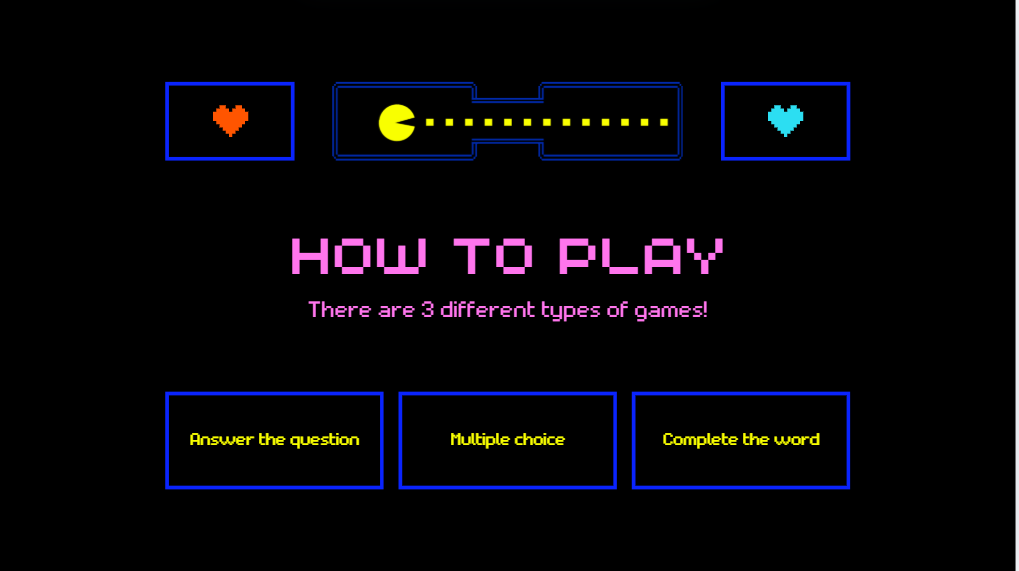 HOW TO PLAY
There are 3 different types of games!
Answer the question
Multiple choice
Complete the word